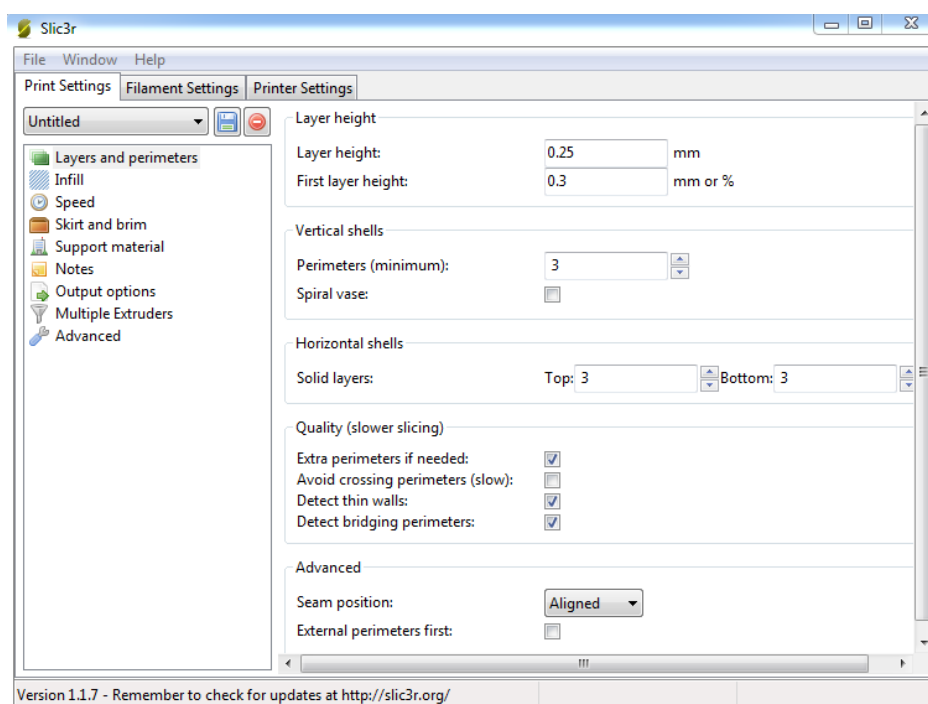 Slic3r
File Window Help
Print Settings Filament Settings Printer Settings
Untitled
Layers and perimeters
Infill
Speed
Skirt and brim
Support material
Notes
Output options
Multiple Extruders
Advanced
Layer height
Layer height: 0.25 mm
First layer height: 0.3 mm or %
Vertical shells
Perimeters (minimum): 3
Spiral vase:
Horizontal shells
Solid layers: Top: 3 Bottom: 3
Quality (slower slicing)
Extra perimeters if needed:
Avoid crossing perimeters (slow):
Detect thin walls:
Detect bridging perimeters:
Advanced
Seam position: Aligned
External perimeters first:
Version 1.1.7 - Remember to check for updates at http://slic3r.org/